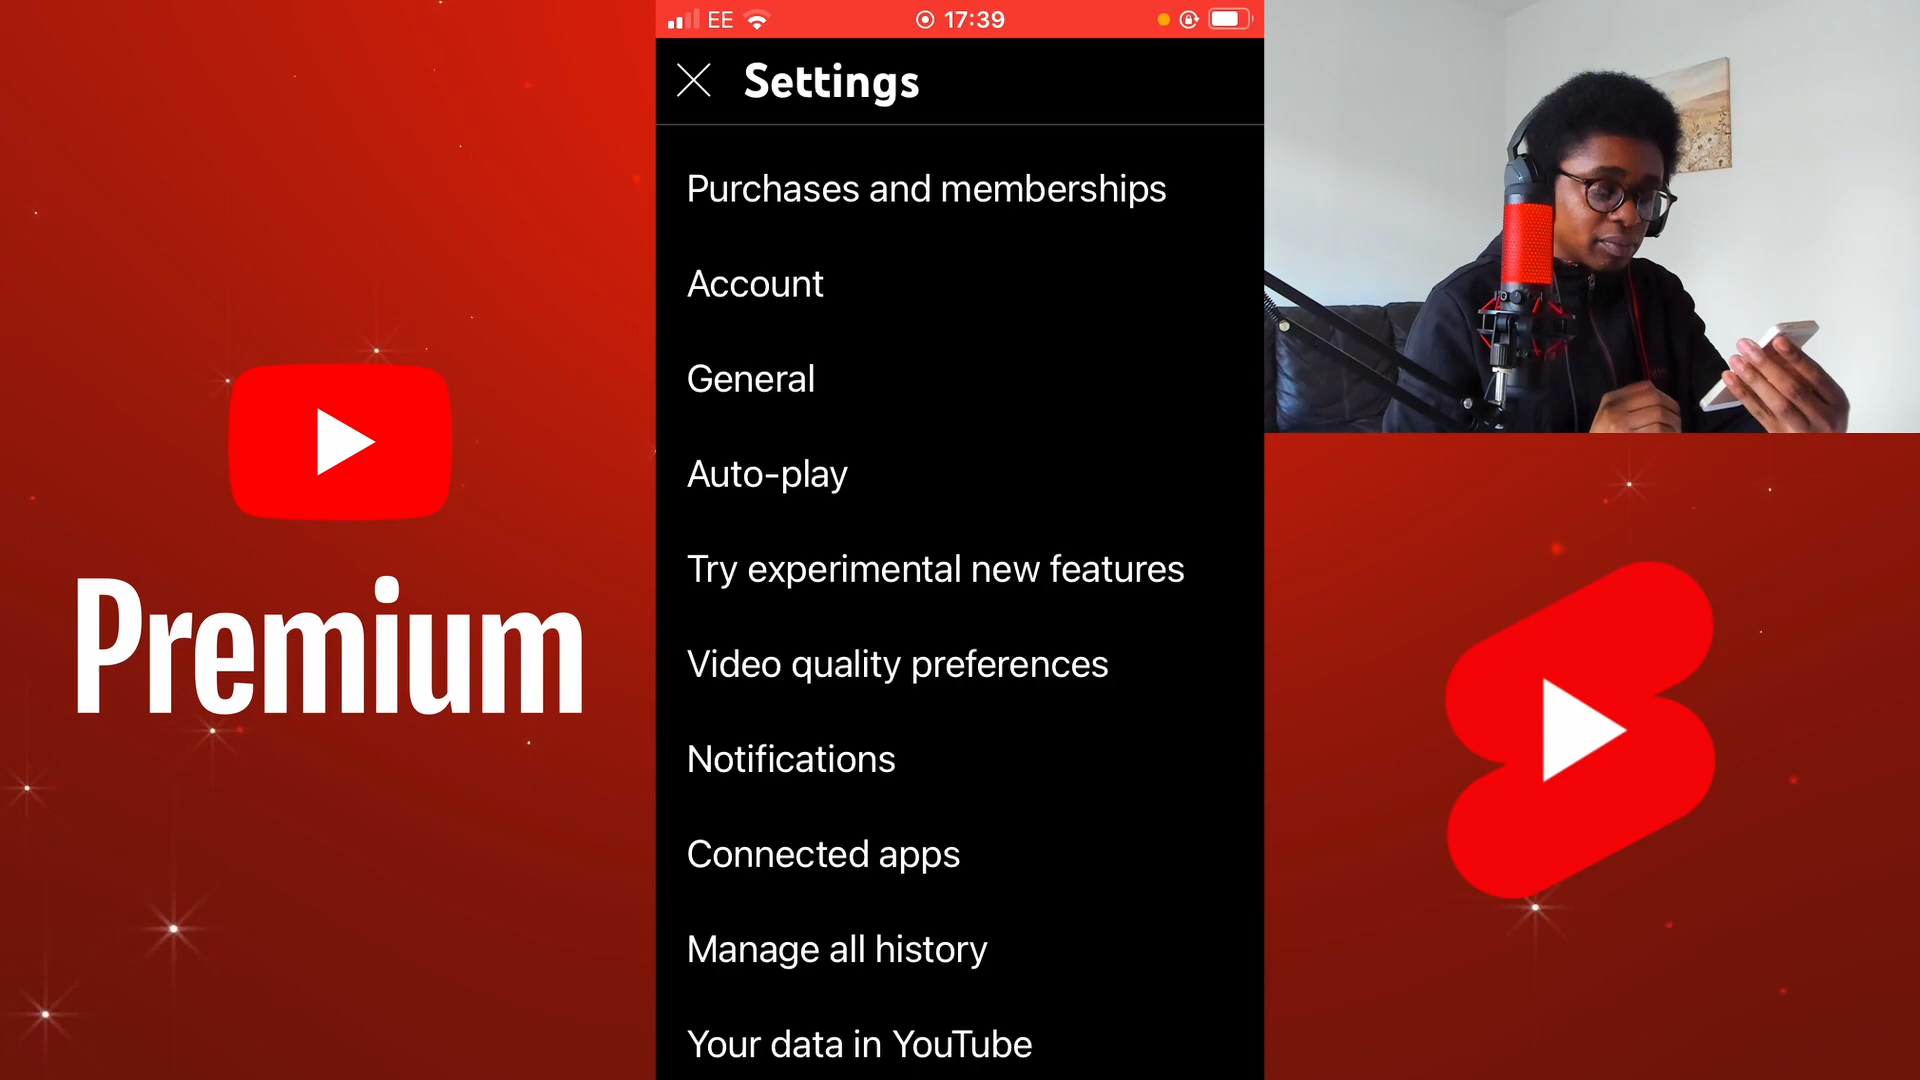 EE
17:39
Settings
Purchases and memberships
Account
General
Auto-play
Try experimental new features
Video quality preferences
Notifications
Connected apps
Manage all history
Your data in YouTube
Premium